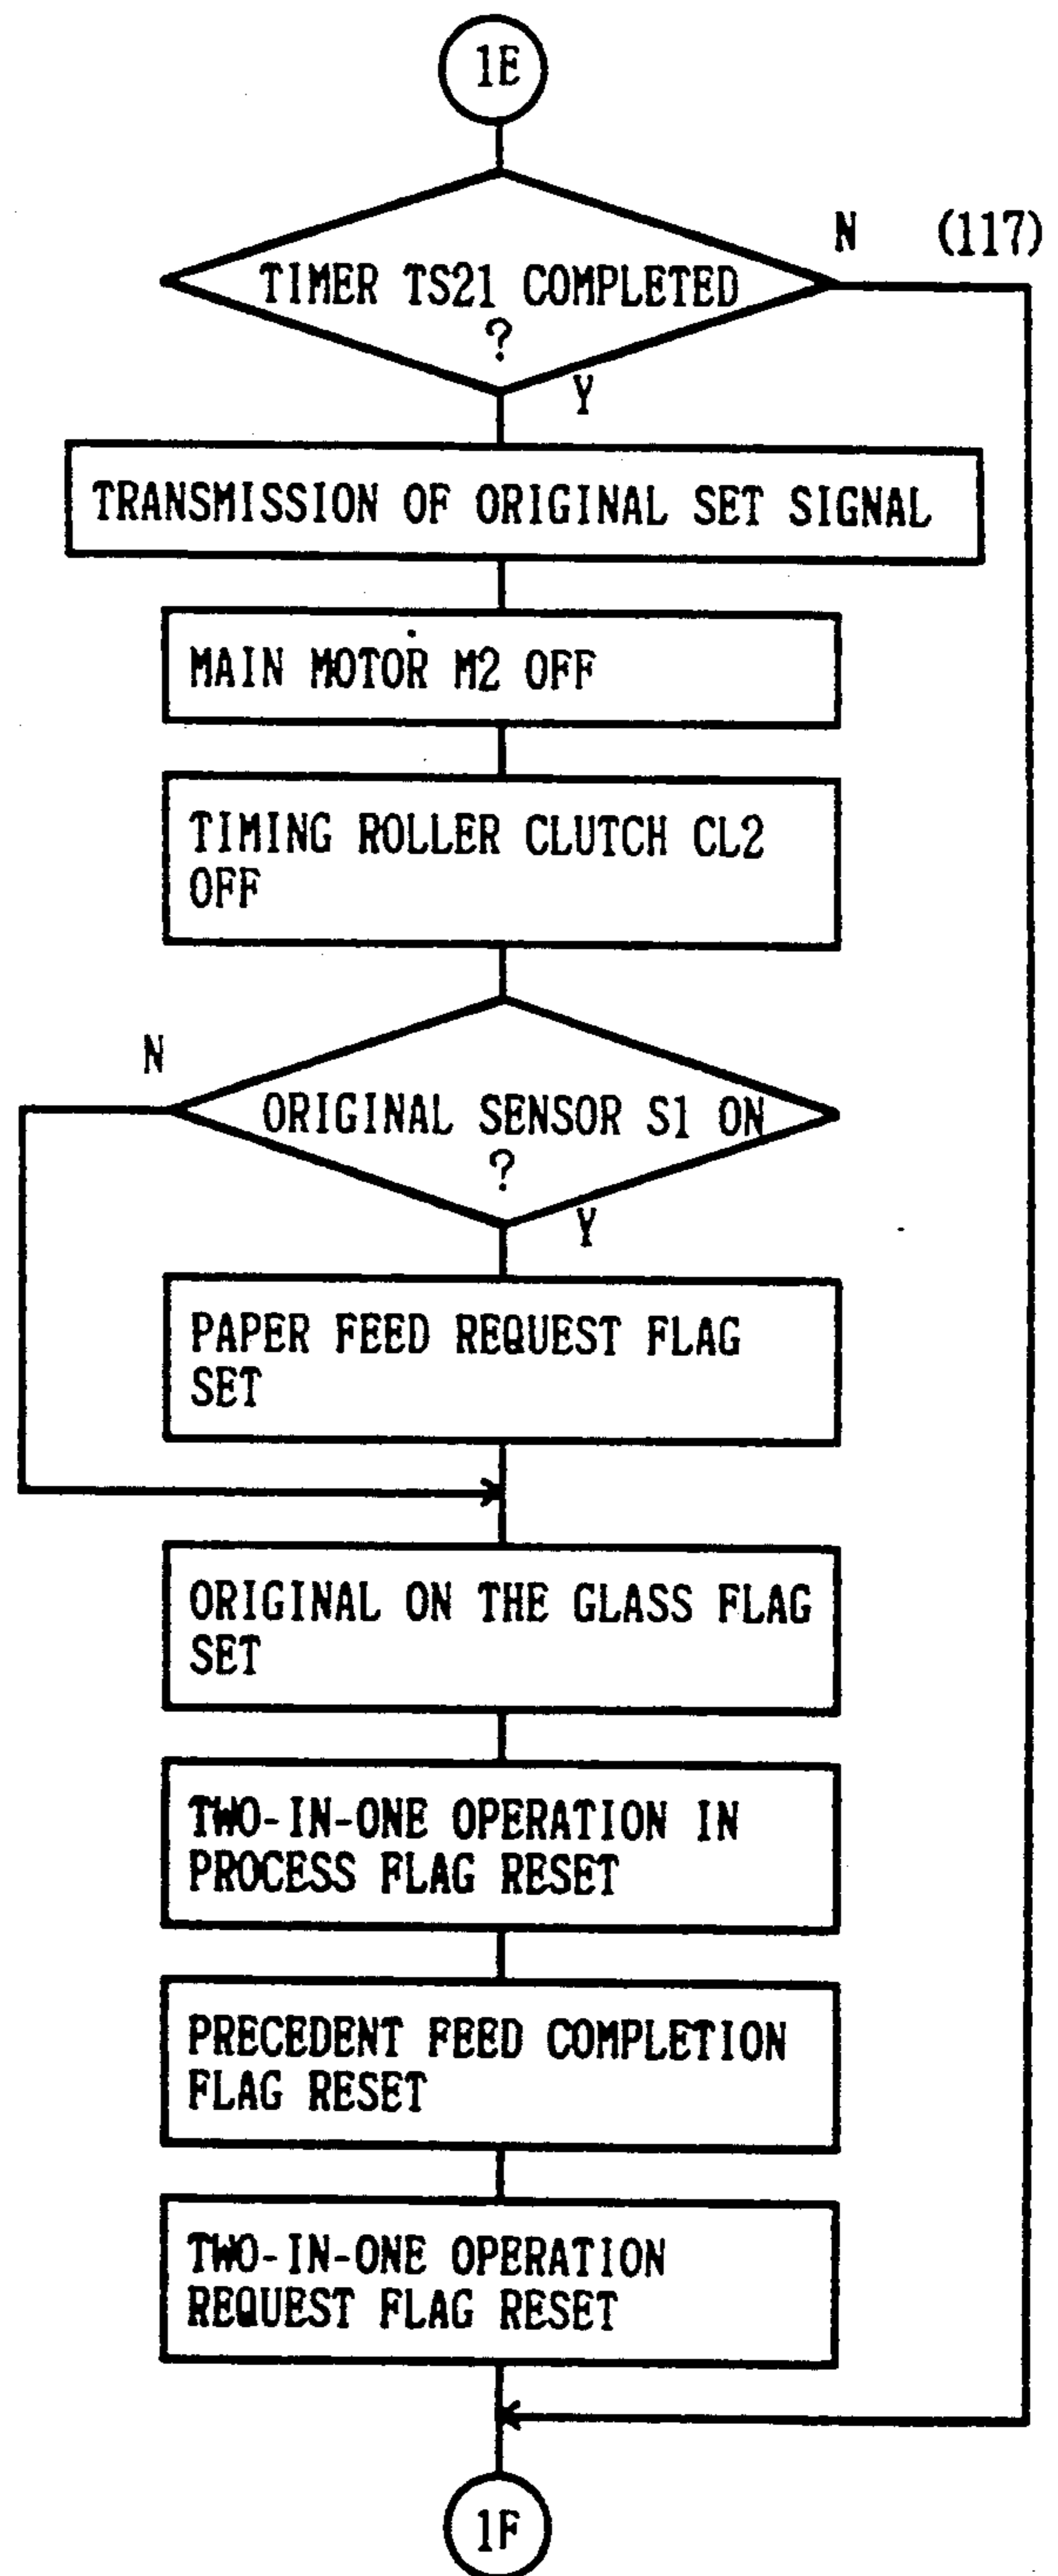 1E
N (117)
TIMER TS21 COMPLETED
?
Y
TRANSMISSION OF ORIGINAL SET SIGNAL
MAIN MOTOR M2 OFF
TIMING ROLLER CLUTCH CL2
OFF
N
ORIGINAL SENSOR S1 ON
?
Y
PAPER FEED REQUEST FLAG
SET
ORIGINAL ON THE GLASS FLAG
SET
TWO-IN-ONE OPERATION IN
PROCESS FLAG RESET
PRECEDENT FEED COMPLETION
FLAG RESET
TWO-IN-ONE OPERATION
REQUEST FLAG RESET
1F